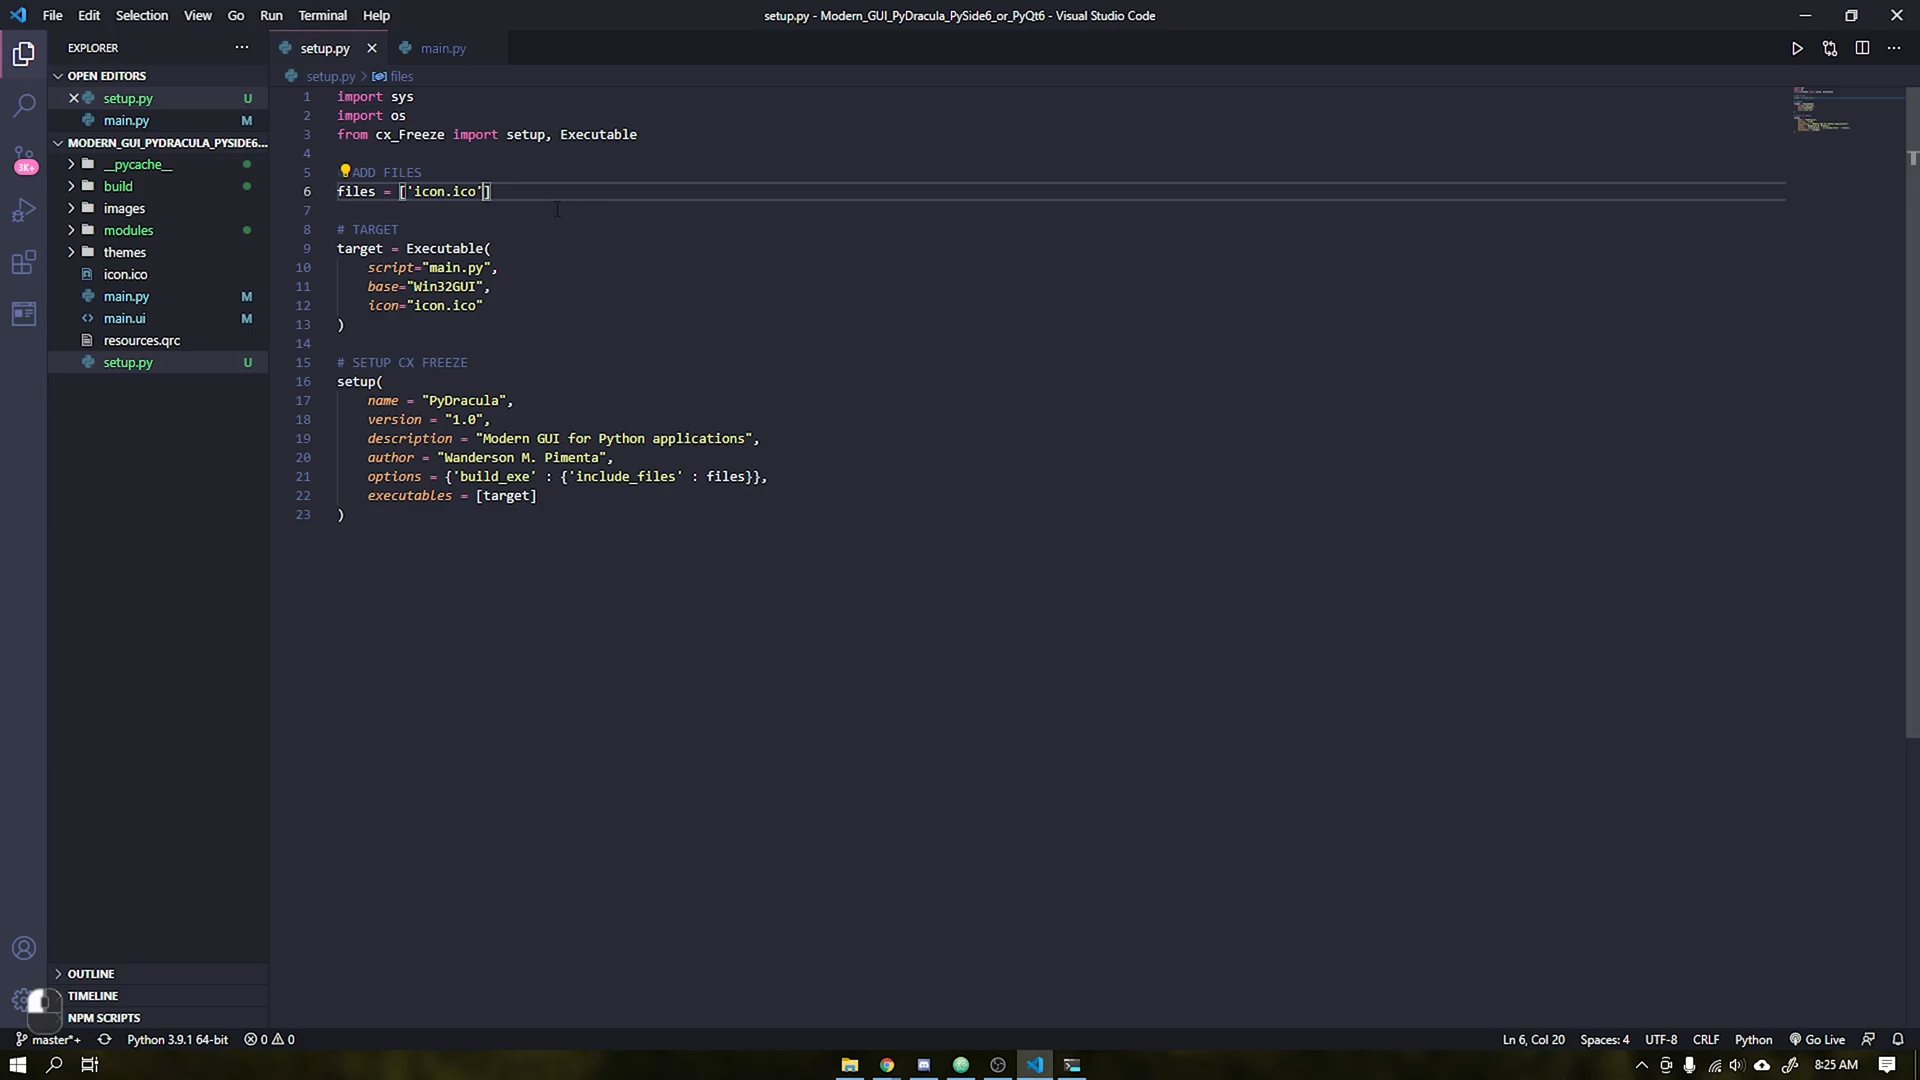 File Edit Selection View Go Run Terminal Help
setup.py - Modern_GUI_PyDracula_PySide6_or_PyQt6 - Visual Studio Code
EXPLORER ...
OPEN EDITORS
setup.py U
main.py M
MODERN_GUI_PYDRACULA_PYSIDE6...
__pycache__
build
images
modules
themes
icon.ico
main.py M
main.ui M
resources.qrc
setup.py U
OUTLINE
TIMELINE
NPM SCRIPTS
3K+
setup.py main.py
setup.py > files
1 import sys
2 import os
3 from cx_Freeze import setup, Executable
4
5 ADD FILES
6 files = ['icon.ico']
7
8 # TARGET
9 target = Executable(
10 script="main.py",
11 base="Win32GUI",
12 icon="icon.ico"
13 )
14
15 # SETUP CX FREEZE
16 setup(
17 name = "PyDracula",
18 version = "1.0",
19 description = "Modern GUI for Python applications",
20 author = "Wanderson M. Pimenta",
21 options = {'build_exe' : {'include_files' : files}},
22 executables = [target]
23 )
master*+ Python 3.9.1 64-bit 0 0 Ln 6, Col 20 Spaces: 4 UTF-8 CRLF Python Go Live
8:25 AM